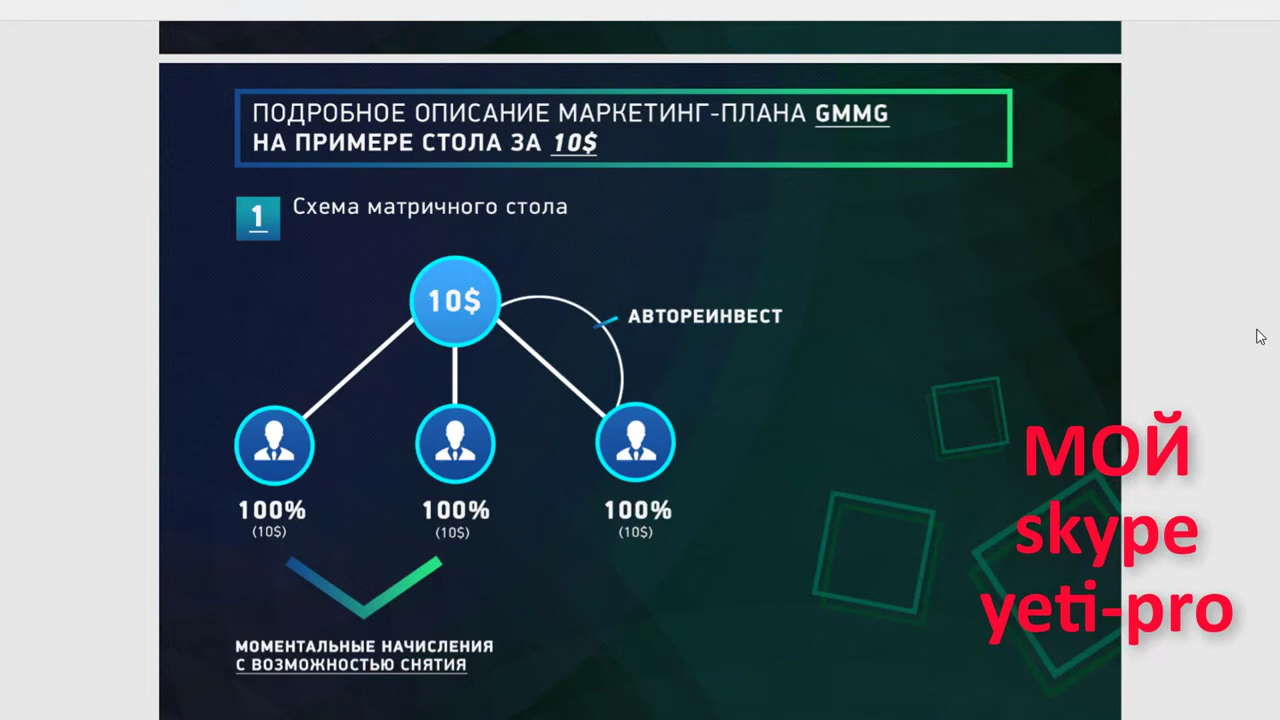 ПОДРОБНОЕ ОПИСАНИЕ МАРКЕТИНГ-ПЛАНА GMMG
НА ПРИМЕРЕ СТОЛА ЗА 10$
1 Схема матричного стола
10$
АВТОРЕИНВЕСТ
100% 100% 100%
(10$) (10$) (10$)
МОМЕНТАЛЬНЫЕ НАЧИСЛЕНИЯ
С ВОЗМОЖНОСТЬЮ СНЯТИЯ
МОЙ
skype
yeti-pro